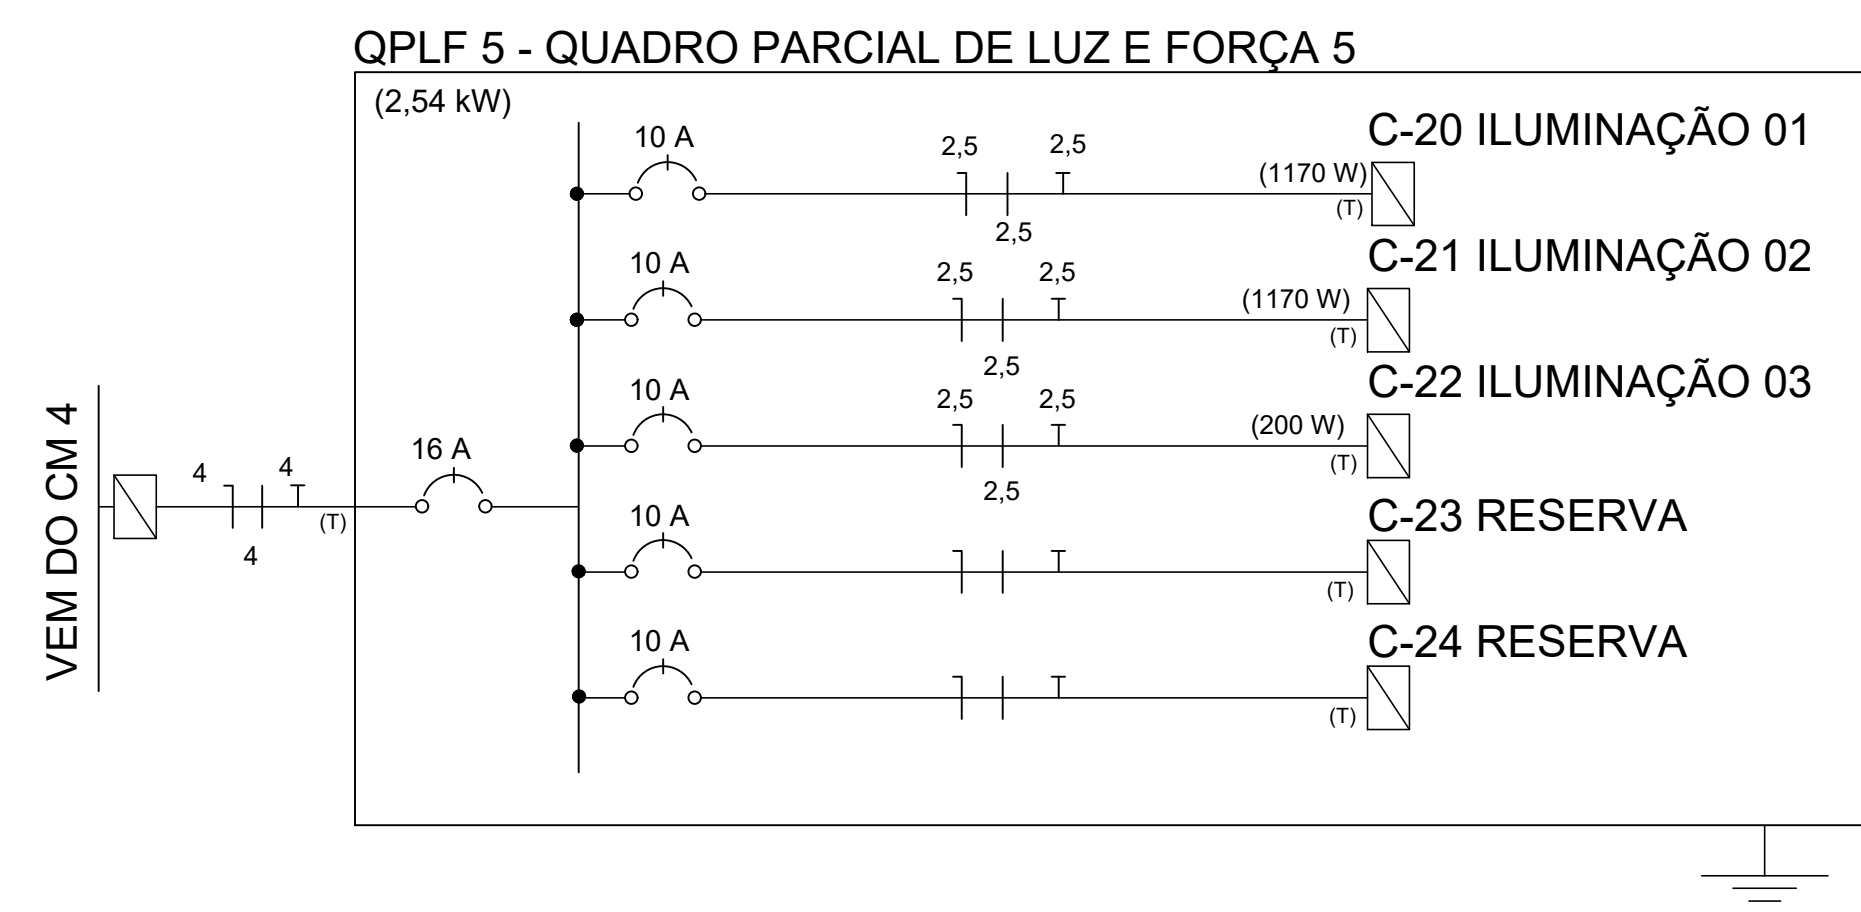 QPLF 5 - QUADRO PARCIAL DE LUZ E FORÇA 5
(2,54 kW)
10 A
2,5
2,5
2,5
(1170 W)
(T)
C-20 ILUMINAÇÃO 01
10 A
2,5
2,5
2,5
(1170 W)
(T)
C-21 ILUMINAÇÃO 02
10 A
2,5
2,5
2,5
(200 W)
(T)
C-22 ILUMINAÇÃO 03
VEM DO CM 4
4
4
4
(T)
16 A
10 A
(T)
C-23 RESERVA
10 A
(T)
C-24 RESERVA